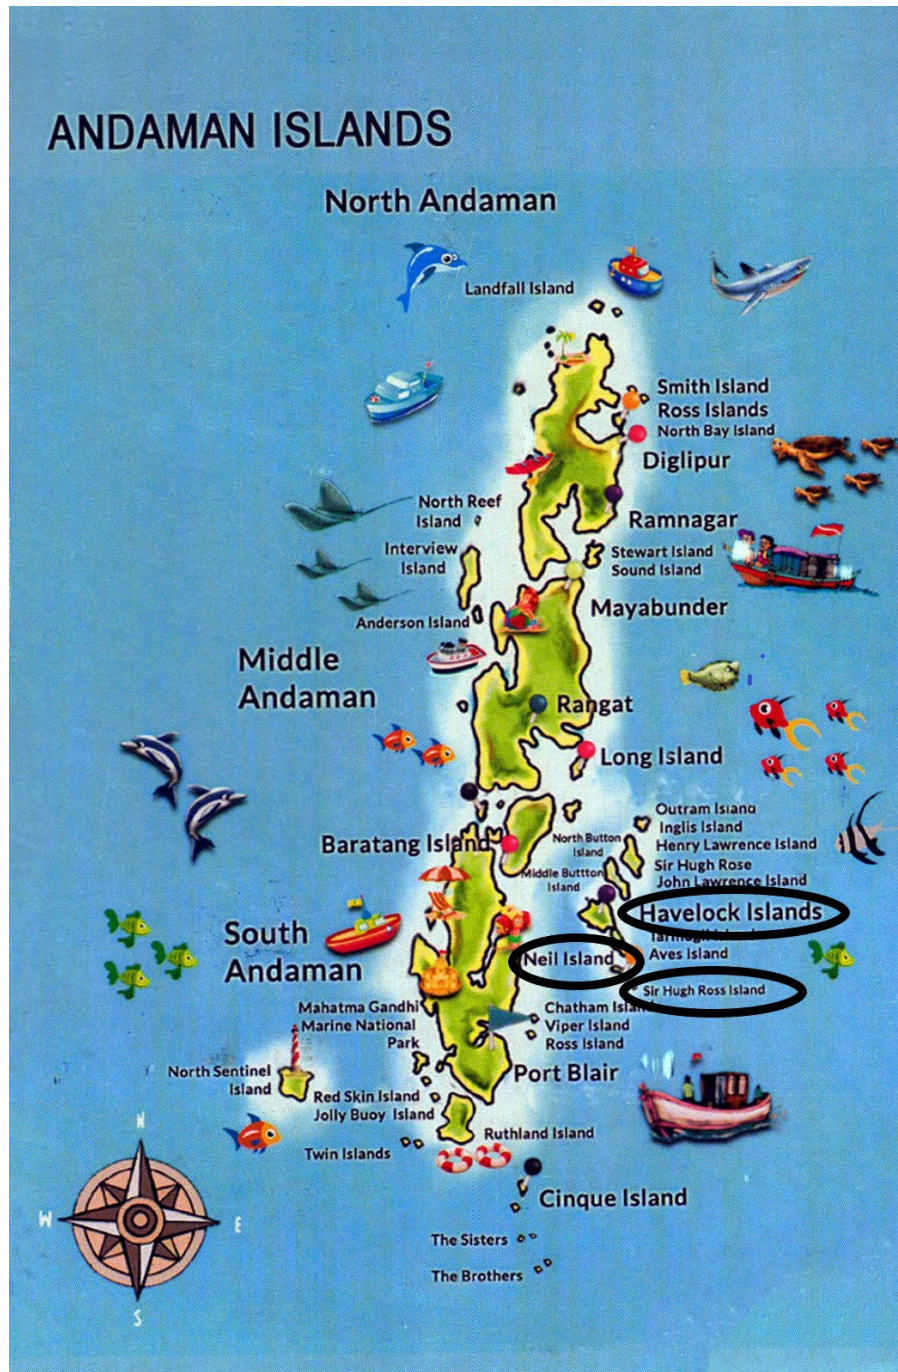 ANDAMAN ISLANDS
North Andaman
Landfall Island
Smith Island
Ross Islands
North Bay Island
Diglipur
North Reef
Island
Ramnagar
Interview
Island
Stewart Island
Sound Island
Mayabunder
Anderson Island
Middle
Andaman
Rangat
Long Island
Outram Island
Inglis Island
Henry Lawrence Island
Sir Hugh Rose
John Lawrence Island
North Button
Island
Baratang Island
Middle Buttton
Island
Havelock Islands
South
Andaman
Aves Island
Neil Island
Sir Hugh Ross Island
Mahatma Gandhi
Marine National
Park
Chatham Island
Viper Island
Ross Island
Port Blair
North Sentinel
Island
Red Skin Island
Jolly Buoy Island
Ruthland Island
Twin Islands
Cinque Island
The Sisters
The Brothers
N
W
E
S